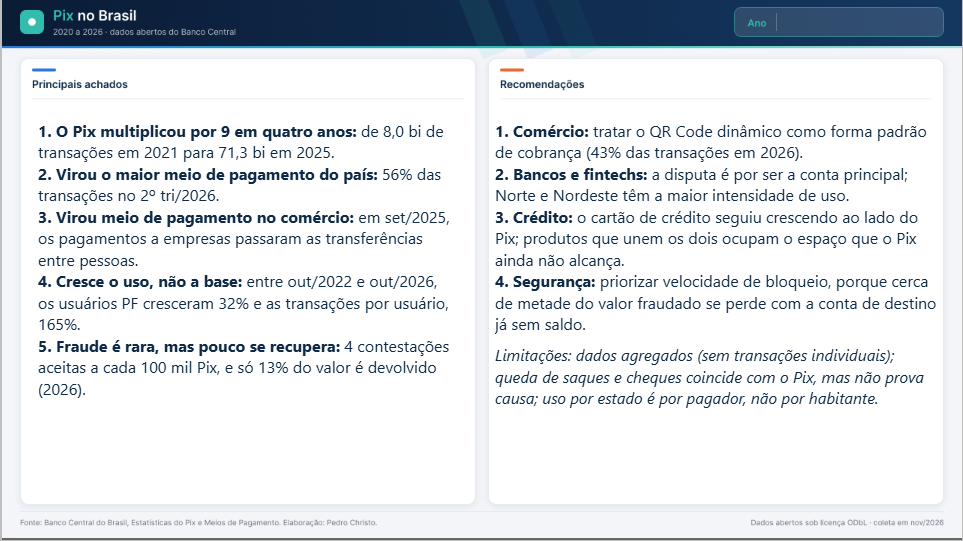 Pix no Brasil
2020 a 2026 · dados abertos do Banco Central
Ano
Principais achados
1. O Pix multiplicou por 9 em quatro anos: de 8,0 bi de
transações em 2021 para 71,3 bi em 2025.
2. Virou o maior meio de pagamento do país: 56% das
transações no 2º tri/2026.
3. Virou meio de pagamento no comércio: em set/2025,
os pagamentos a empresas passaram as transferências
entre pessoas.
4. Cresce o uso, não a base: entre out/2022 e out/2026,
os usuários PF cresceram 32% e as transações por usuário,
165%.
5. Fraude é rara, mas pouco se recupera: 4 contestações
aceitas a cada 100 mil Pix, e só 13% do valor é devolvido
(2026).
Recomendações
1. Comércio: tratar o QR Code dinâmico como forma padrão
de cobrança (43% das transações em 2026).
2. Bancos e fintechs: a disputa é por ser a conta principal;
Norte e Nordeste têm a maior intensidade de uso.
3. Crédito: o cartão de crédito seguiu crescendo ao lado do
Pix; produtos que unem os dois ocupam o espaço que o Pix
ainda não alcança.
4. Segurança: priorizar velocidade de bloqueio, porque cerca
de metade do valor fraudado se perde com a conta de destino
já sem saldo.
Limitações: dados agregados (sem transações individuais);
queda de saques e cheques coincide com o Pix, mas não prova
causa; uso por estado é por pagador, não por habitante.
Fonte: Banco Central do Brasil, Estatísticas do Pix e Meios de Pagamento. Elaboração: Pedro Christo.
Dados abertos sob licença ODbL · coleta em nov/2026